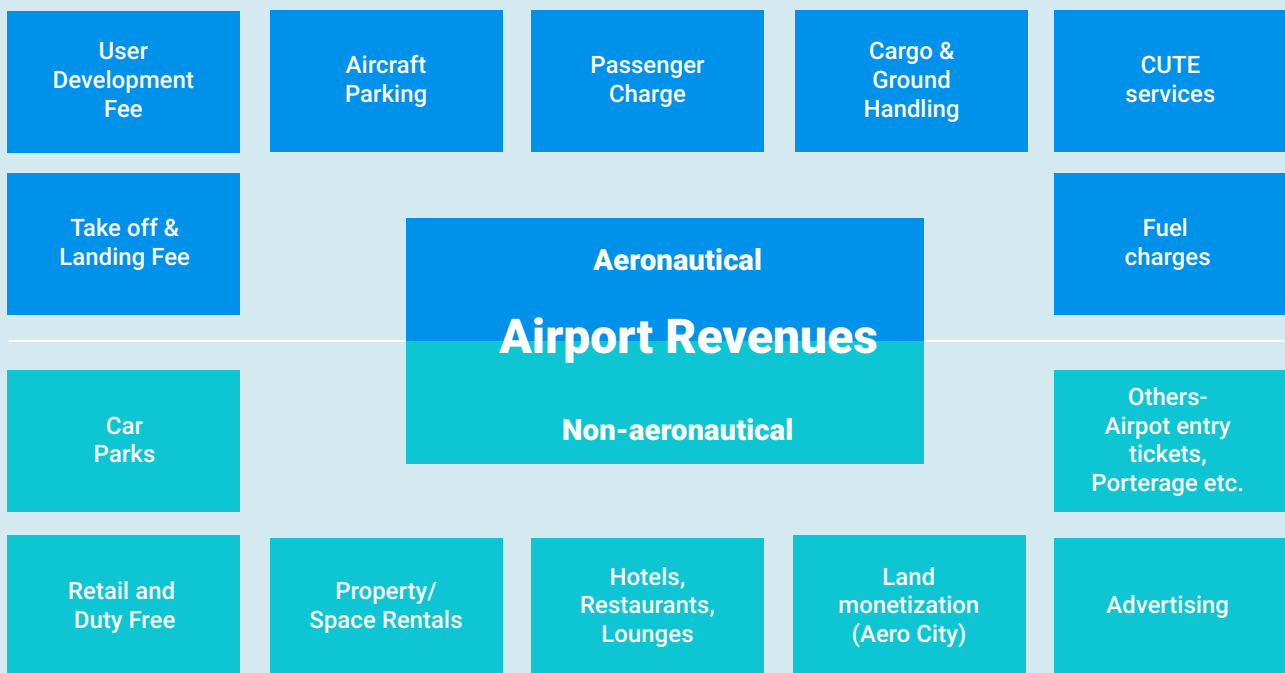 User
Development
Fee
Aircraft
Parking
Passenger
Charge
Cargo &
Ground
Handling
CUTE
services
Take off &
Landing Fee
Fuel
charges
Aeronautical
Airport Revenues
Non-aeronautical
Car
Parks
Others-
Airpot entry
tickets,
Porterage etc.
Retail and
Duty Free
Property/
Space Rentals
Hotels,
Restaurants,
Lounges
Land
monetization
(Aero City)
Advertising